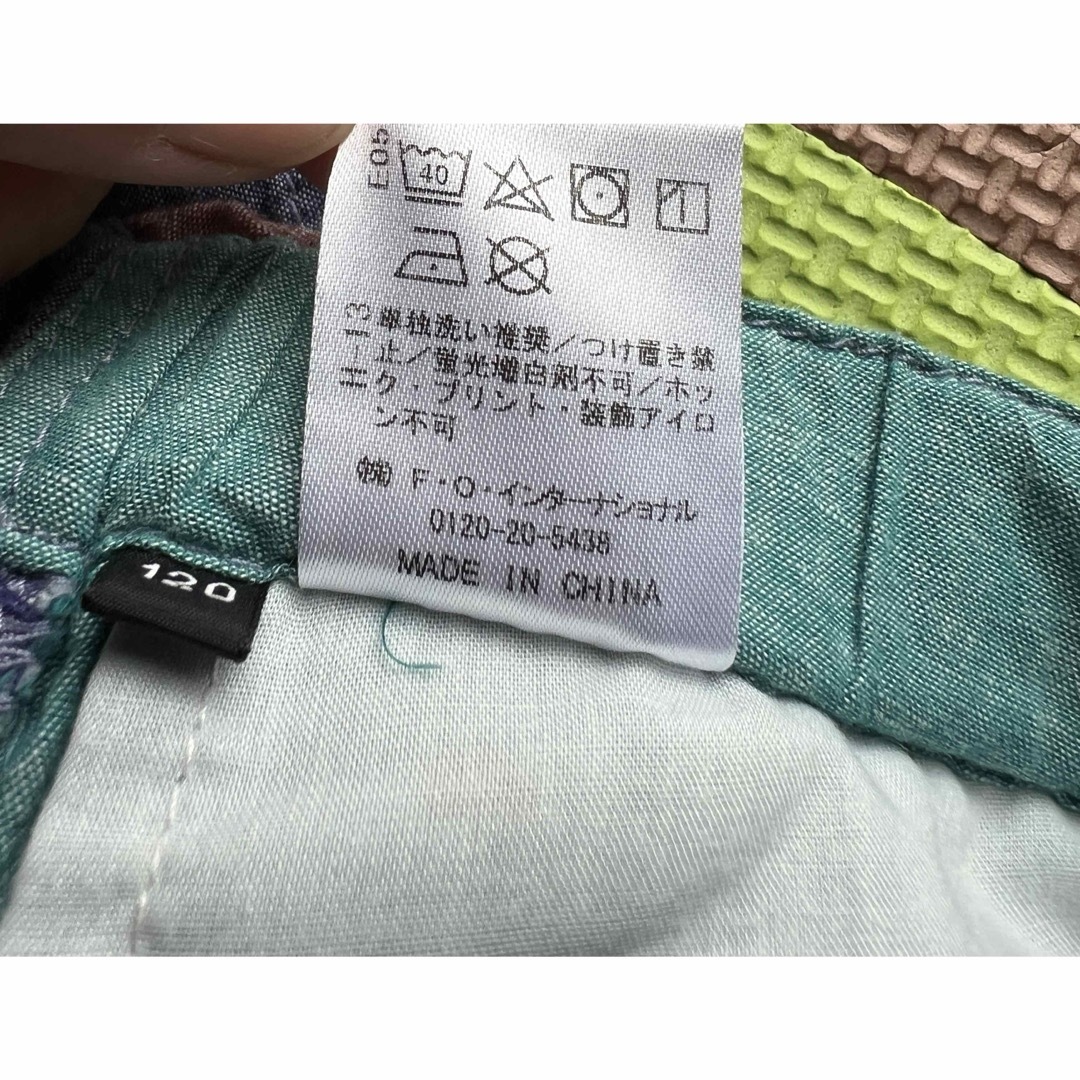 E05
40
H13
単独洗い推奨/つけ置き禁
止/蛍光増白剤不可/ホッ
ク・プリント・装飾アイロ
ン不可
㈱ F・O・インターナショナル
0120-20-5438
MADE IN CHINA
120